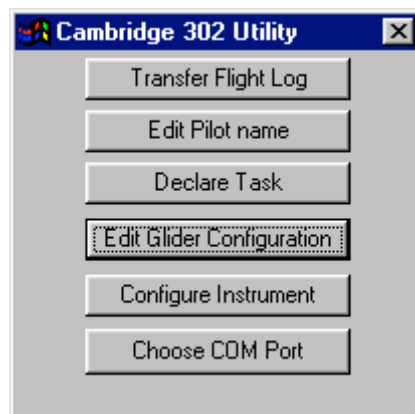 Cambridge 302 Utility
Transfer Flight Log
Edit Pilot name
Declare Task
Edit Glider Configuration
Configure Instrument
Choose COM Port